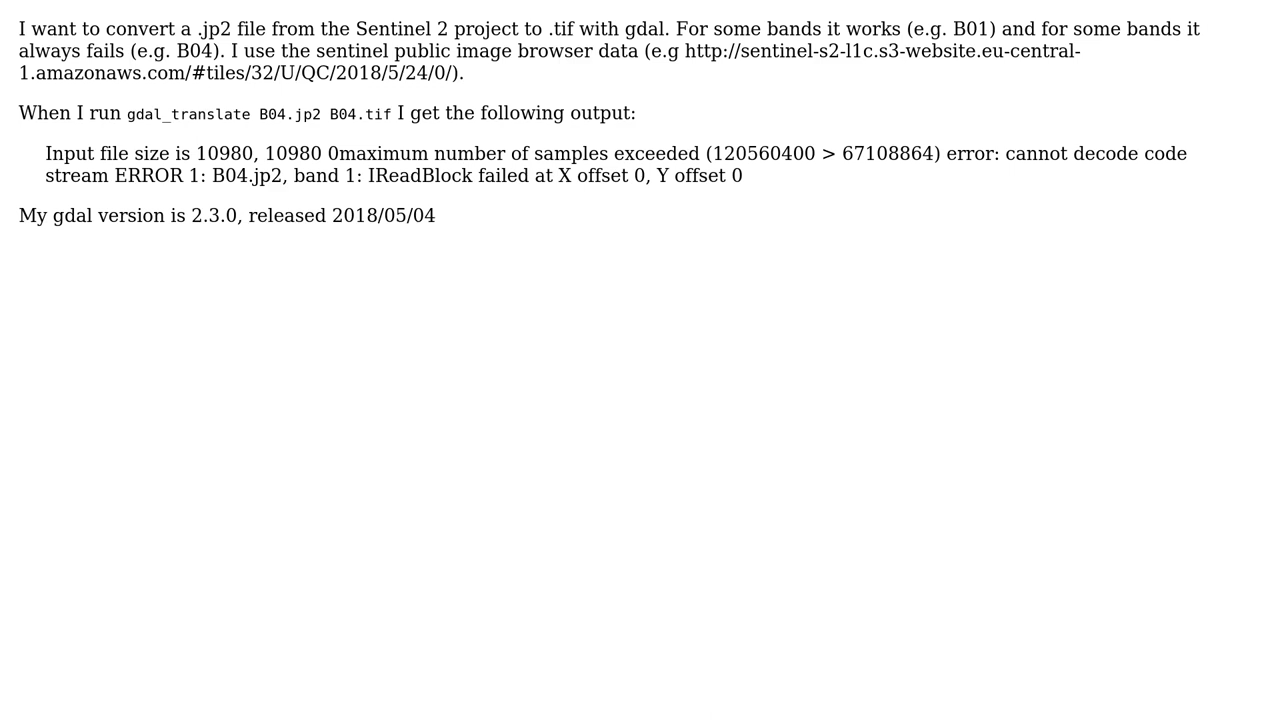 I want to convert a .jp2 file from the Sentinel 2 project to .tif with gdal. For some bands it works (e.g. B01) and for some bands it
always fails (e.g. B04). I use the sentinel public image browser data (e.g http://sentinel-s2-l1c.s3-website.eu-central-
1.amazonaws.com/#tiles/32/U/QC/2018/5/24/0/).
When I run gdal_translate B04.jp2 B04.tif I get the following output:
Input file size is 10980, 10980 0maximum number of samples exceeded (120560400 > 67108864) error: cannot decode code
stream ERROR 1: B04.jp2, band 1: IReadBlock failed at X offset 0, Y offset 0
My gdal version is 2.3.0, released 2018/05/04